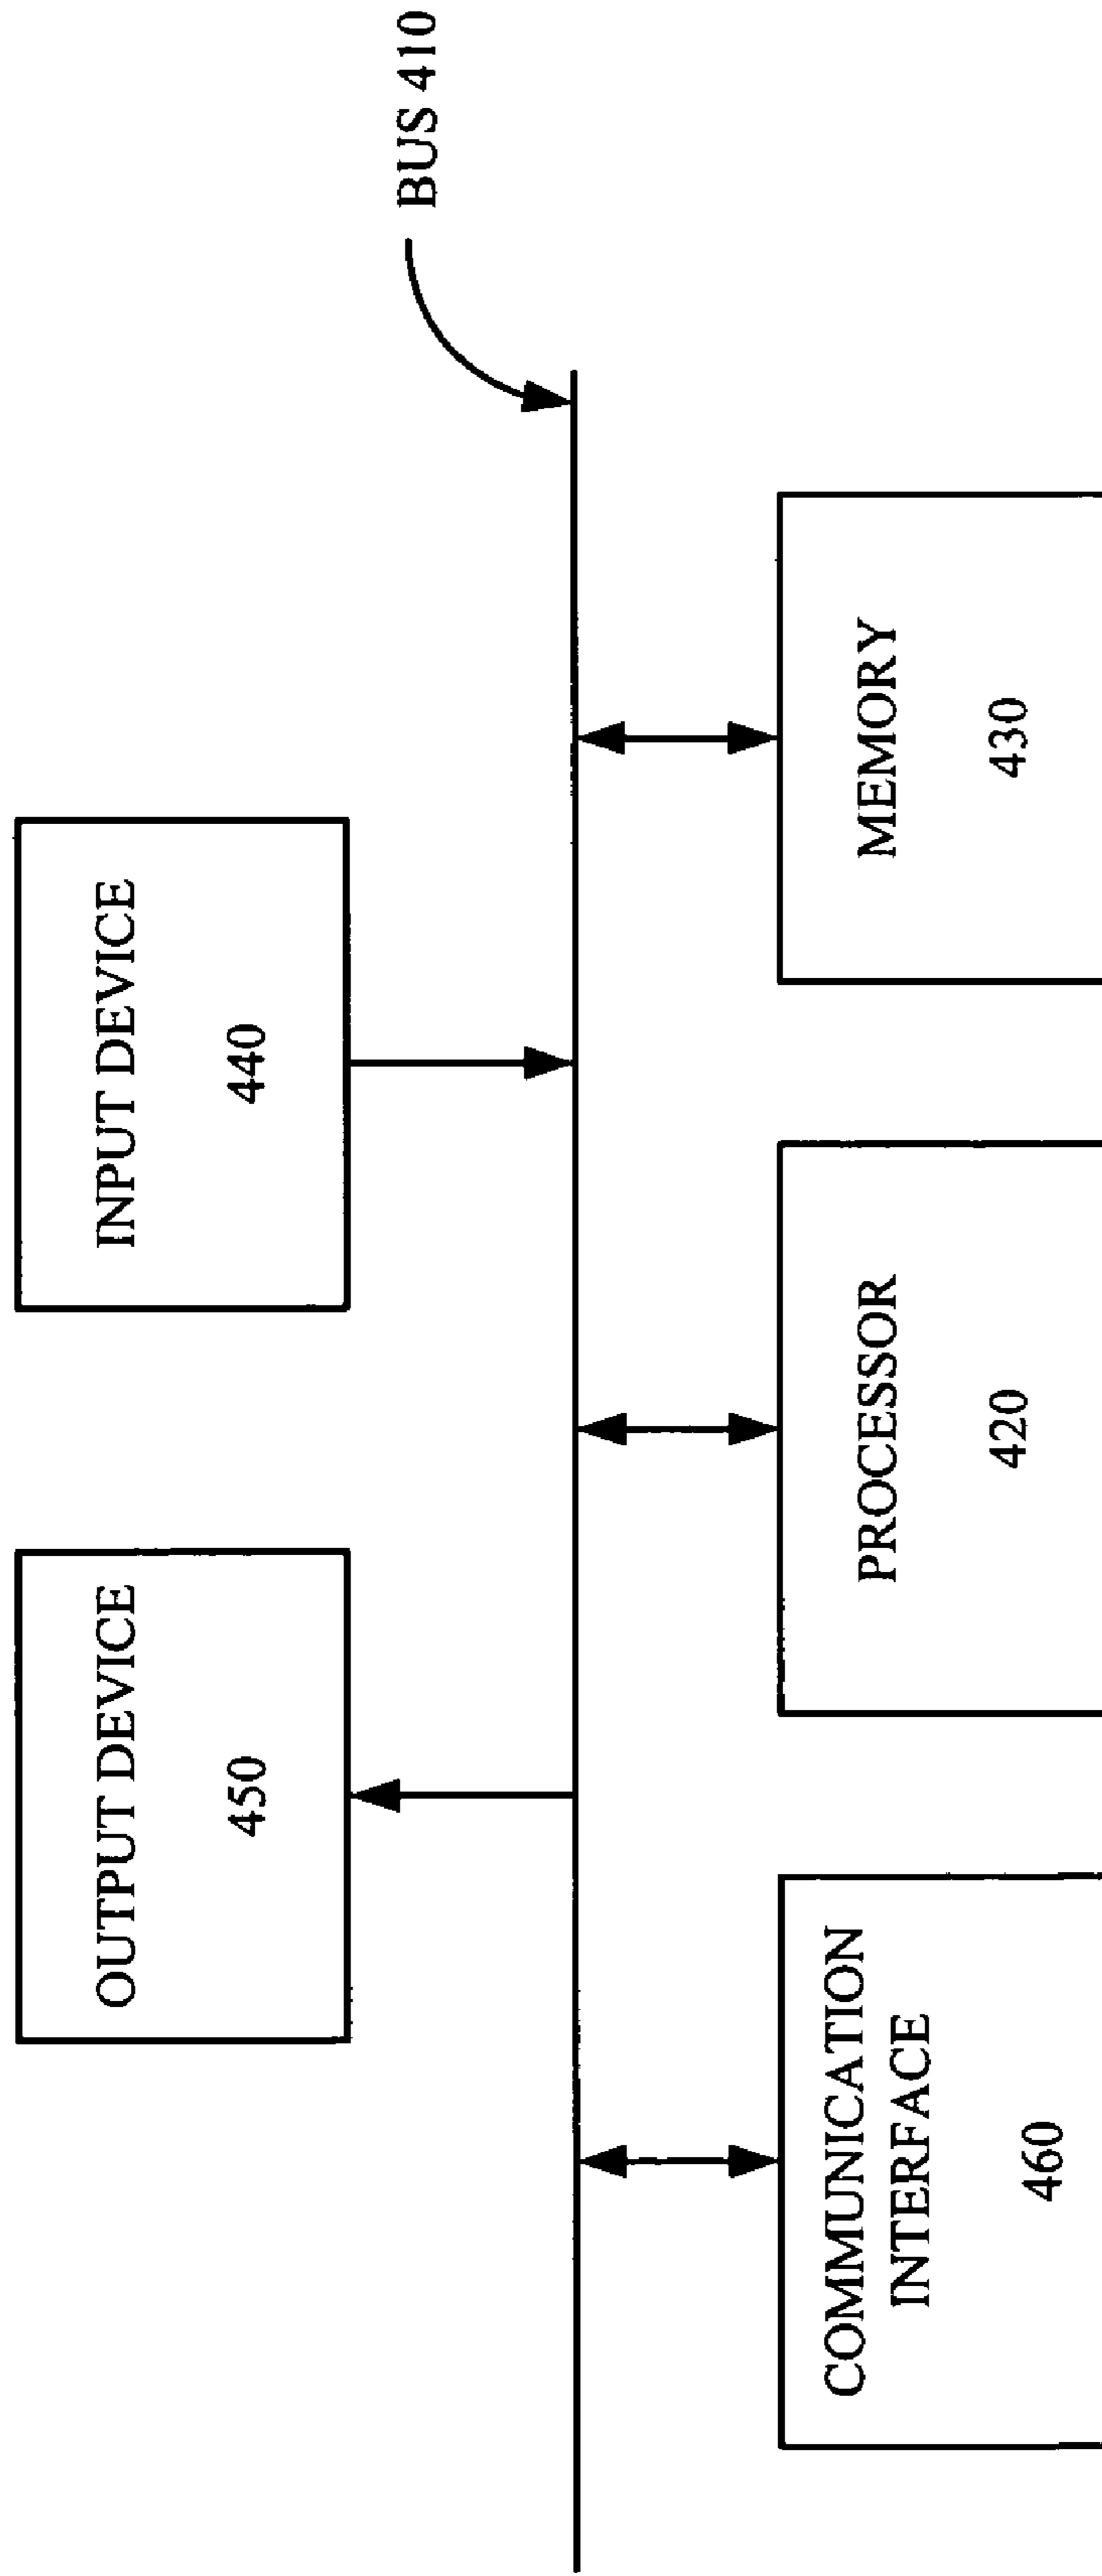 OUTPUT DEVICE
450
INPUT DEVICE
440
BUS 410
COMMUNICATION
INTERFACE
460
PROCESSOR
420
MEMORY
430